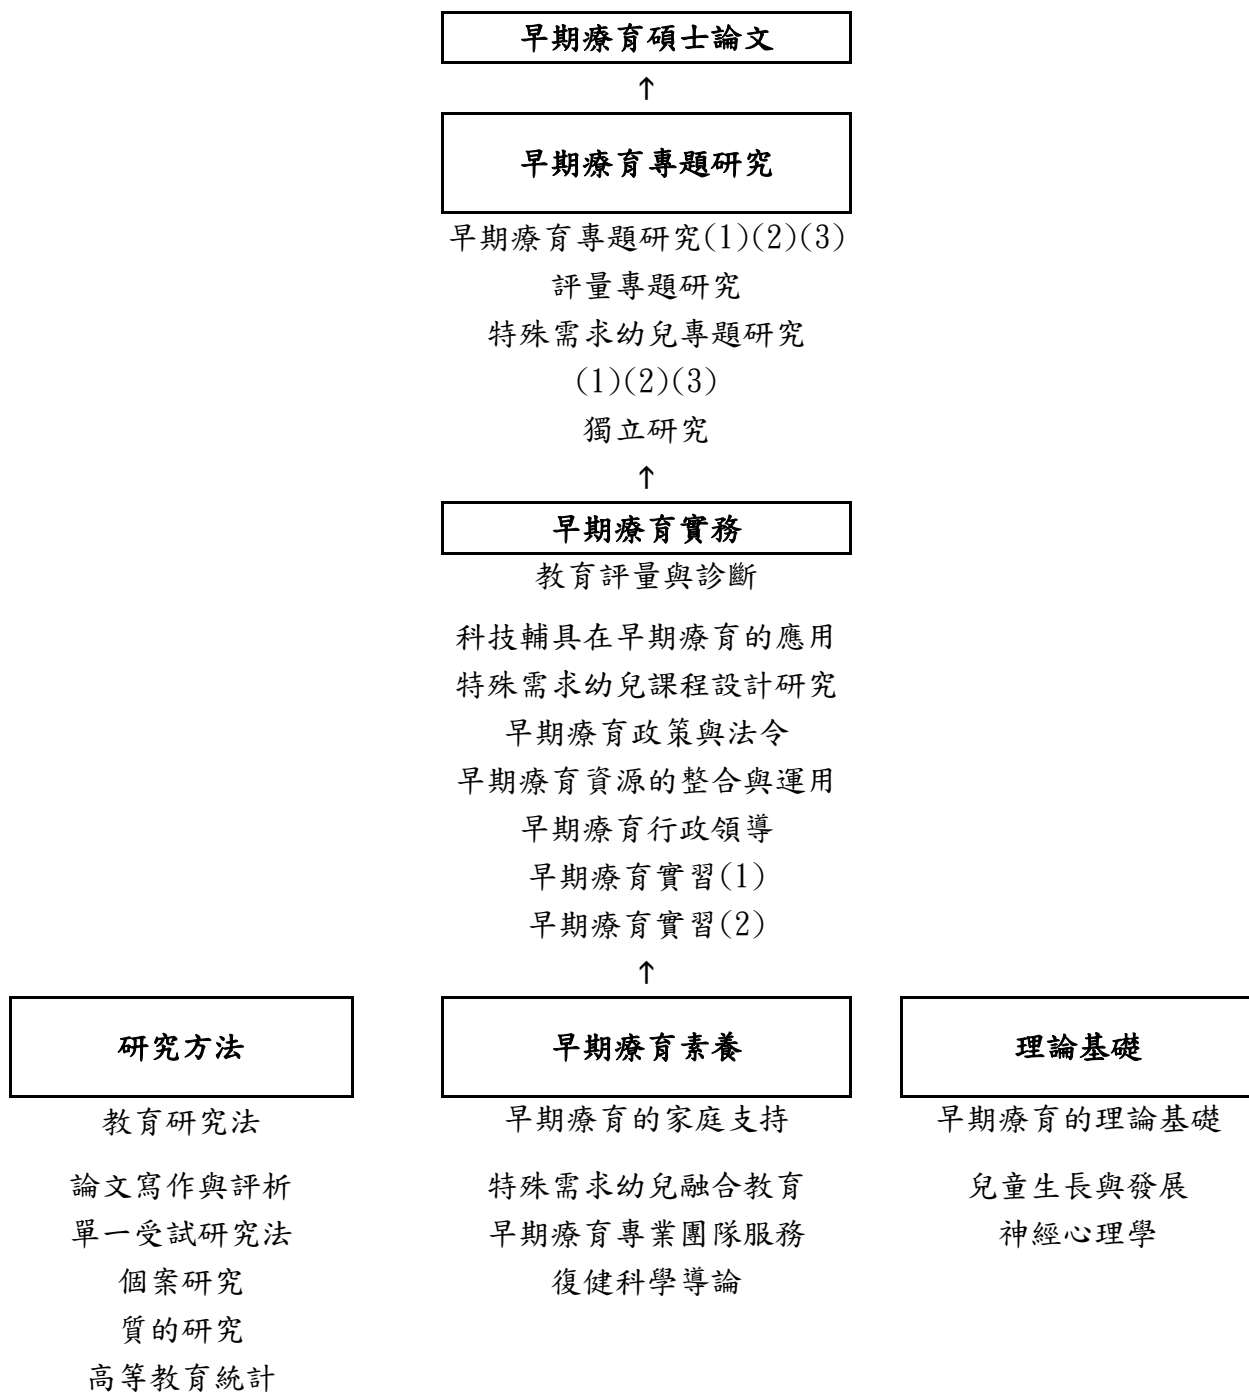 早期療育碩士論文
↑
早期療育專題研究
早期療育專題研究(1)(2)(3)
評量專題研究
特殊需求幼兒專題研究
(1)(2)(3)
獨立研究
↑
早期療育實務
教育評量與診斷
科技輔具在早期療育的應用
特殊需求幼兒課程設計研究
早期療育政策與法令
早期療育資源的整合與運用
早期療育行政領導
早期療育實習(1)
早期療育實習(2)
↑
研究方法
教育研究法
論文寫作與評析
單一受試研究法
個案研究
質的研究
高等教育統計
早期療育素養
早期療育的家庭支持
特殊需求幼兒融合教育
早期療育專業團隊服務
復健科學導論
理論基礎
早期療育的理論基礎
兒童生長與發展
神經心理學